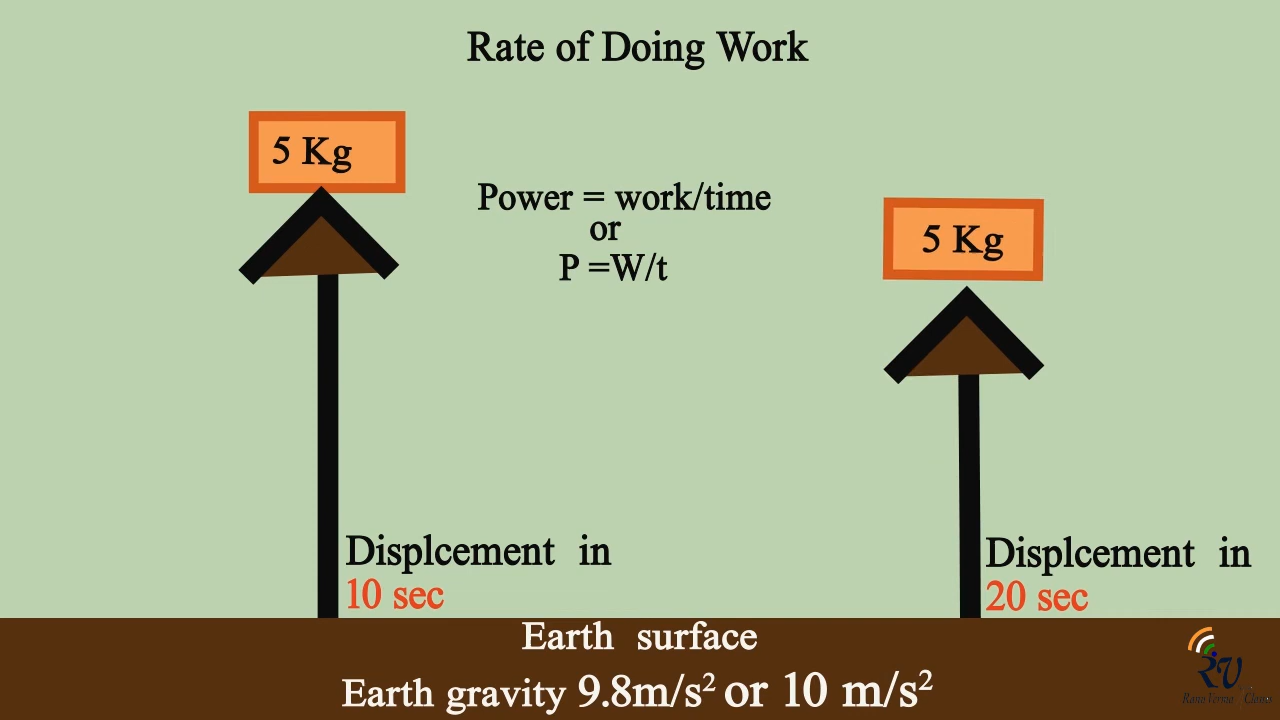 Rate of Doing Work
5 Kg
Power = work/time
or
P =W/t
5 Kg
Displcement in
10 sec
Displcement in
20 sec
Earth surface
Earth gravity 9.8m/s² or 10 m/s²